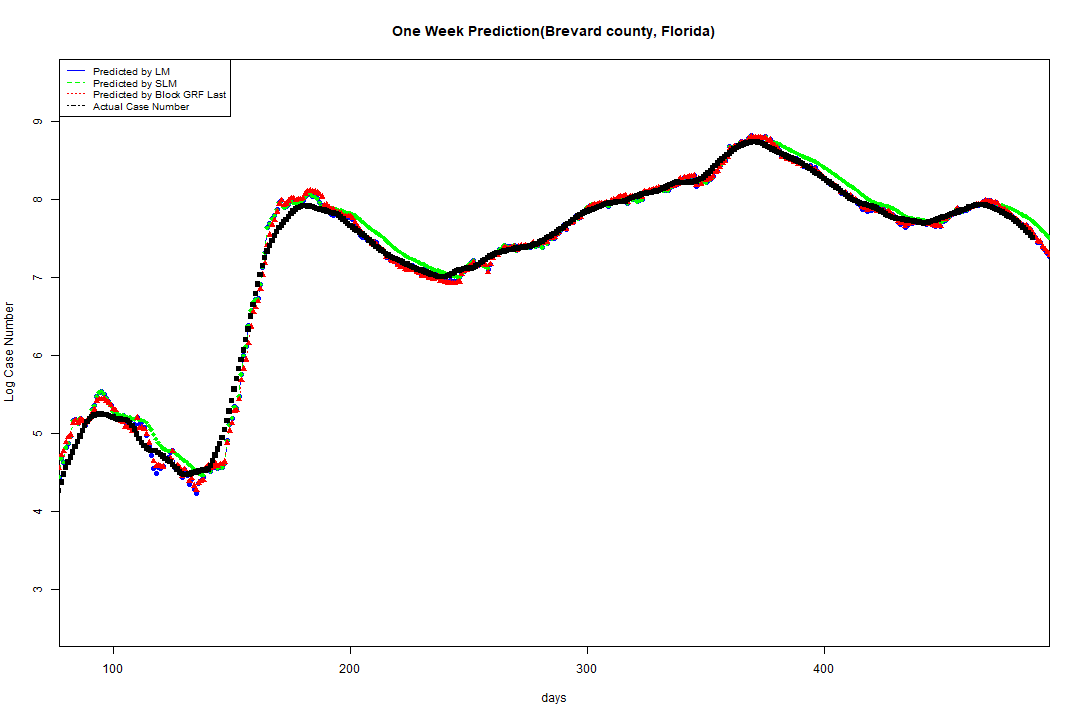 One Week Prediction(Brevard county, Florida)
Predicted by LM
Predicted by SLM
Predicted by Block GRF Last
Actual Case Number
9
8
7
6
5
4
3
Log Case Number
100 200 300 400
days